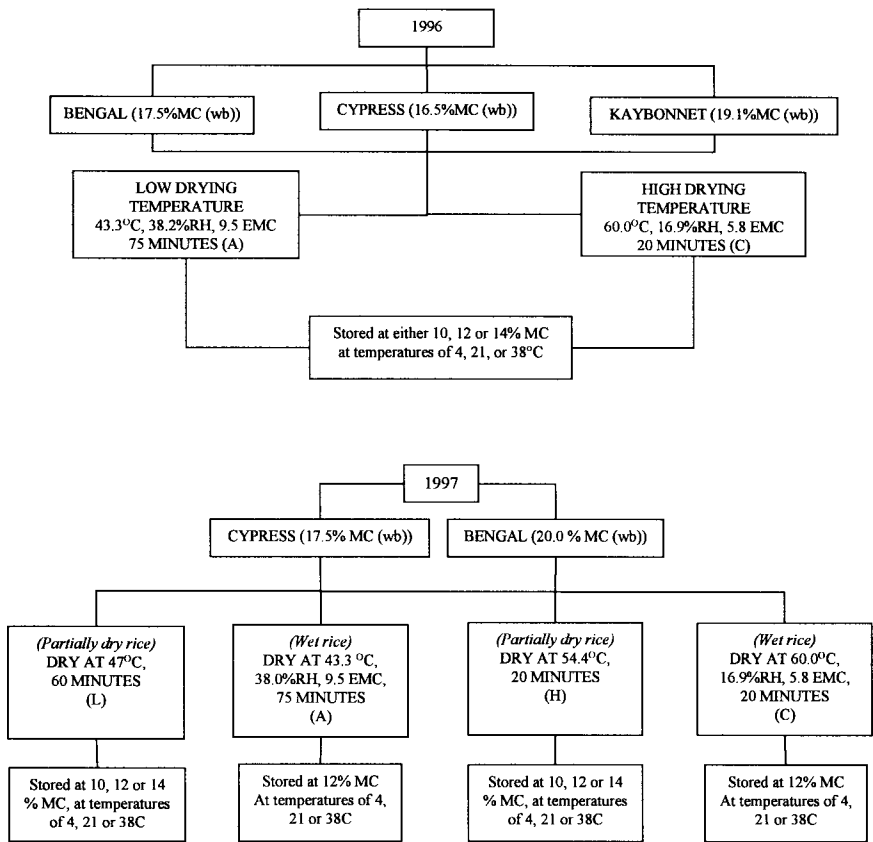 1996
BENGAL (17.5%MC (wb))
CYPRESS (16.5%MC (wb))
KAYBONNET (19.1%MC (wb))
LOW DRYING
TEMPERATURE
43.3°C, 38.2%RH, 9.5 EMC
75 MINUTES (A)
HIGH DRYING
TEMPERATURE
60.0°C, 16.9%RH, 5.8 EMC
20 MINUTES (C)
Stored at either 10, 12 or 14% MC
at temperatures of 4, 21, or 38°C
1997
CYPRESS (17.5% MC (wb))
BENGAL (20.0 % MC (wb))
(Partially dry rice)
DRY AT 47°C,
60 MINUTES
(L)
(Wet rice)
DRY AT 43.3 °C,
38.0%RH, 9.5 EMC,
75 MINUTES
(A)
(Partially dry rice)
DRY AT 54.4°C,
20 MINUTES
(H)
(Wet rice)
DRY AT 60.0°C,
16.9%RH, 5.8 EMC,
20 MINUTES
(C)
Stored at 10, 12 or 14
% MC, at temperatures
of 4, 21 or 38C
Stored at 12% MC
At temperatures of 4,
21 or 38C
Stored at 10, 12 or 14
% MC, at temperatures
of 4, 21 or 38C
Stored at 12% MC
At temperatures of 4,
21 or 38C